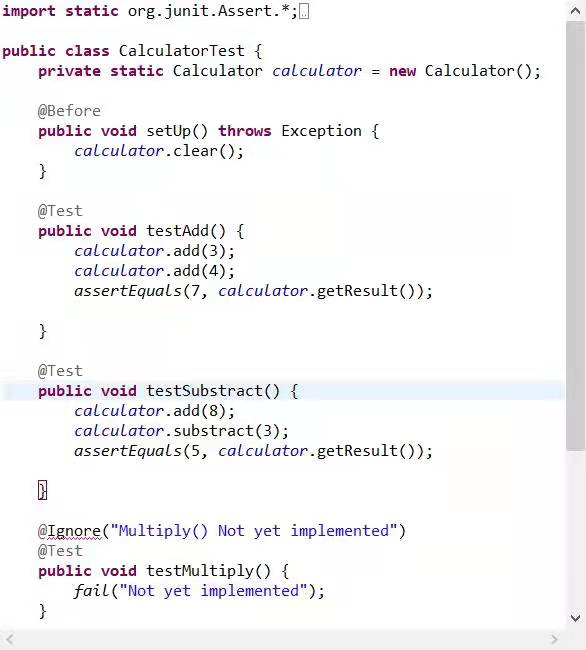 import static org.junit.Assert.*;
public class CalculatorTest {
    private static Calculator calculator = new Calculator();
    @Before
    public void setUp() throws Exception {
        calculator.clear();
    }
    @Test
    public void testAdd() {
        calculator.add(3);
        calculator.add(4);
        assertEquals(7, calculator.getResult());
    }
    @Test
    public void testSubstract() {
        calculator.add(8);
        calculator.substract(3);
        assertEquals(5, calculator.getResult());
    }
    @Ignore("Multiply() Not yet implemented")
    @Test
    public void testMultiply() {
        fail("Not yet implemented");
    }